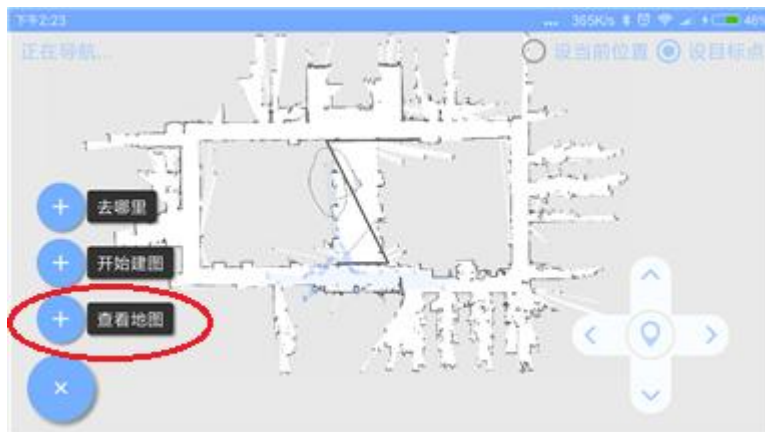 下午2:23
... 365K/s 46%
正在导航...
设当前位置 设目标点
去哪里
开始建图
查看地图